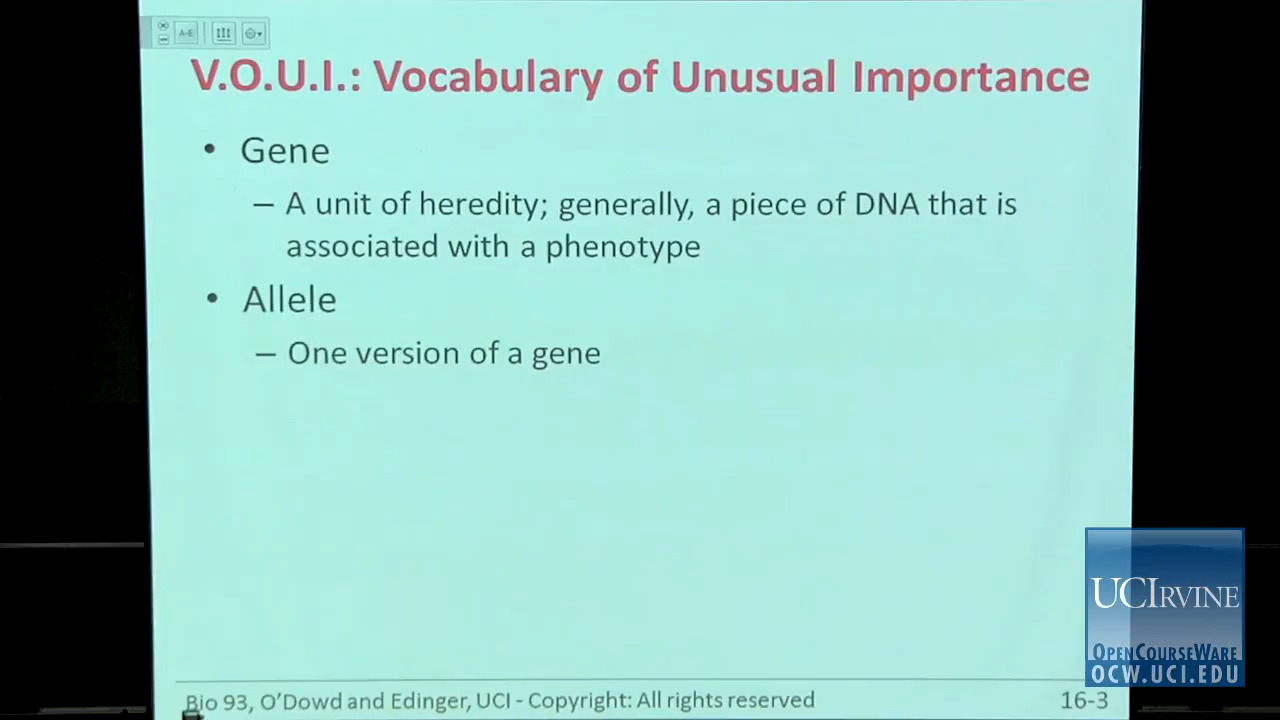 A-E
V.O.U.I.: Vocabulary of Unusual Importance
• Gene
– A unit of heredity; generally, a piece of DNA that is
associated with a phenotype
• Allele
– One version of a gene
UCIRVINE
OPENCOURSEWARE
OCW.UCI.EDU
Bio 93, O'Dowd and Edinger, UCI - Copyright: All rights reserved
16-3